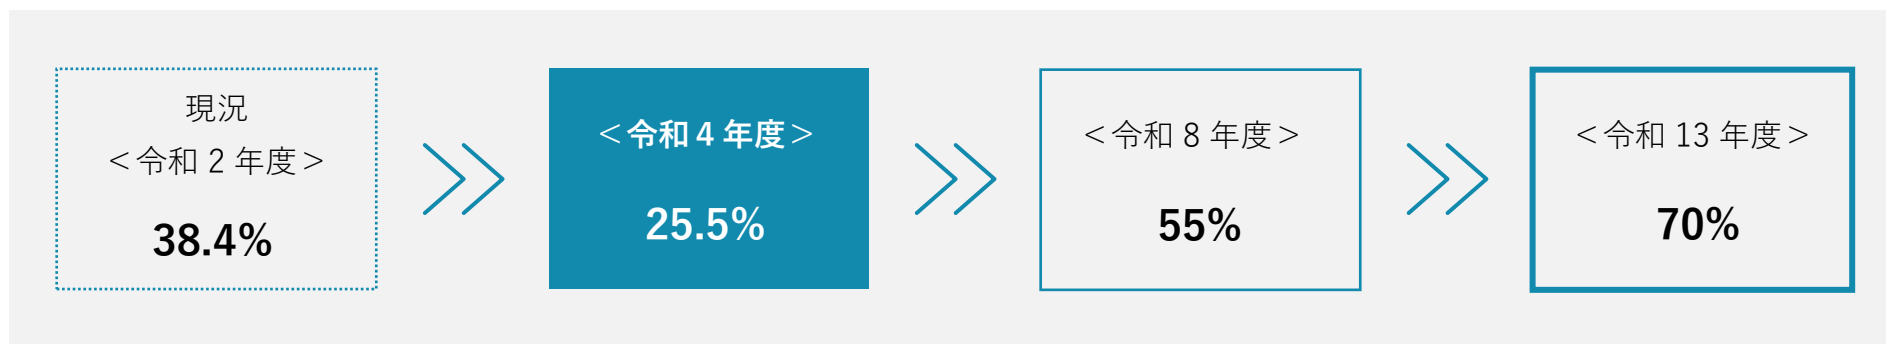 現況
＜令和 2 年度＞
38.4%
＜令和 4 年度＞
25.5%
＜令和 8 年度＞
55%
＜令和 13 年度＞
70%